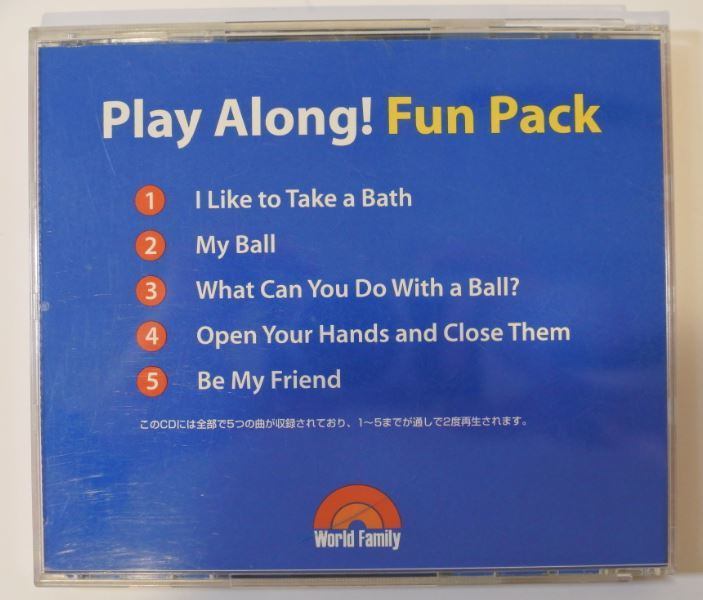 Play Along! Fun Pack
1 I Like to Take a Bath
2 My Ball
3 What Can You Do With a Ball?
4 Open Your Hands and Close Them
5 Be My Friend
このCDには全部で5つの曲が収録されており、1〜5までが通しで2度再生されます。
World Family